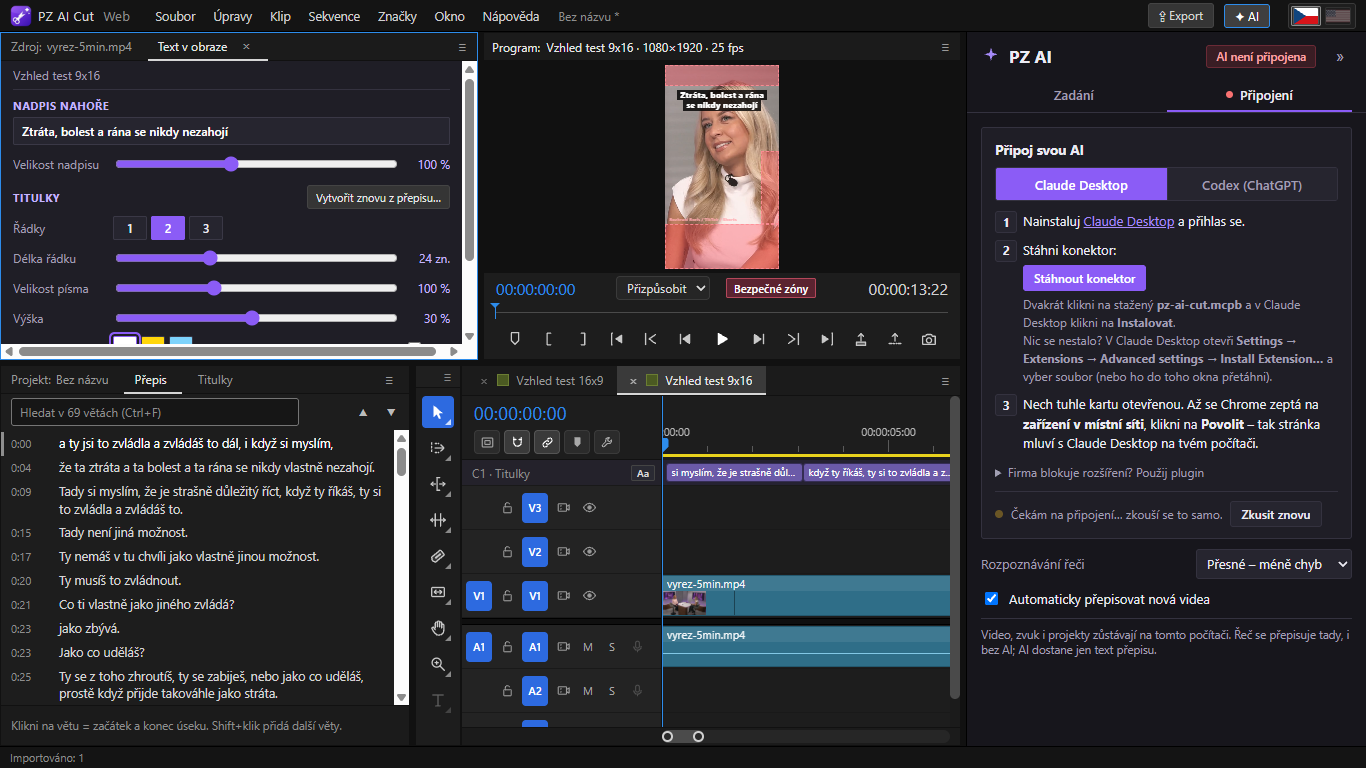 PZ AI Cut Web Soubor Úpravy Klip Sekvence Značky Okno Nápověda Bez názvu * Export AI
Zdroj: vyrez-5min.mp4 Text v obraze ×
Vzhled test 9x16
NADPIS NAHOŘE
Ztráta, bolest a rána se nikdy nezahojí
Velikost nadpisu 100 %
TITULKY Vytvořit znovu z přepisu...
Řádky 1 2 3
Délka řádku 24 zn.
Velikost písma 100 %
Výška 30 %
Program: Vzhled test 9x16 · 1080×1920 · 25 fps
Ztráta, bolest a rána
se nikdy nezahojí
00:00:00:00 Přizpůsobit Bezpečné zóny 00:00:13:22
Projekt: Bez názvu Přepis Titulky
Hledat v 69 větách (Ctrl+F)
0:00 a ty jsi to zvládla a zvládáš to dál, i když si myslím,
0:04 že ta ztráta a ta bolest a ta rána se nikdy vlastně nezahojí.
0:09 Tady si myslím, že je strašně důležitý říct, když ty říkáš, ty si
to zvládla a zvládáš to.
0:15 Tady není jiná možnost.
0:17 Ty nemáš v tu chvíli jako vlastně jinou možnost.
0:20 Ty musíš to zvládnout.
0:21 Co ti vlastně jako jiného zvládá?
0:23 jako zbývá.
0:23 Jako co uděláš?
0:25 Ty se z toho zhroutíš, ty se zabiješ, nebo jako co uděláš,
prostě když přijde takováhle jako stráta.
Klikni na větu = začátek a konec úseku. Shift+klik přidá další věty.
Importováno: 1
× Vzhled test 16x9 × Vzhled test 9x16
00:00:00:00
:00:00 00:00:05:00
C1 · Titulky Aa si myslím, že je strašně důl... když ty říkáš, ty si to zvládla a z...
V3
V2
V1 V1 vyrez-5min.mp4
A1 A1 M S vyrez-5min.mp4
A2 M S
PZ AI AI není připojena »
Zadání Připojení
Připoj svou AI
Claude Desktop Codex (ChatGPT)
1 Nainstaluj Claude Desktop a přihlas se.
2 Stáhni konektor:
Stáhnout konektor
Dvakrát klikni na stažený pz-ai-cut.mcpb a v Claude
Desktop klikni na Instalovat.
Nic se nestalo? V Claude Desktop otevři Settings →
Extensions → Advanced settings → Install Extension... a
vyber soubor (nebo ho do toho okna přetáhni).
3 Nech tuhle kartu otevřenou. Až se Chrome zeptá na
zařízení v místní síti, klikni na Povolit – tak stránka
mluví s Claude Desktop na tvém počítači.
Firma blokuje rozšíření? Použij plugin
Čekám na připojení... zkouší se to samo. Zkusit znovu
Rozpoznávání řeči Přesné – méně chyb
Automaticky přepisovat nová videa
Video, zvuk i projekty zůstávají na tomto počítači. Řeč se přepisuje tady, i
bez AI; AI dostane jen text přepisu.